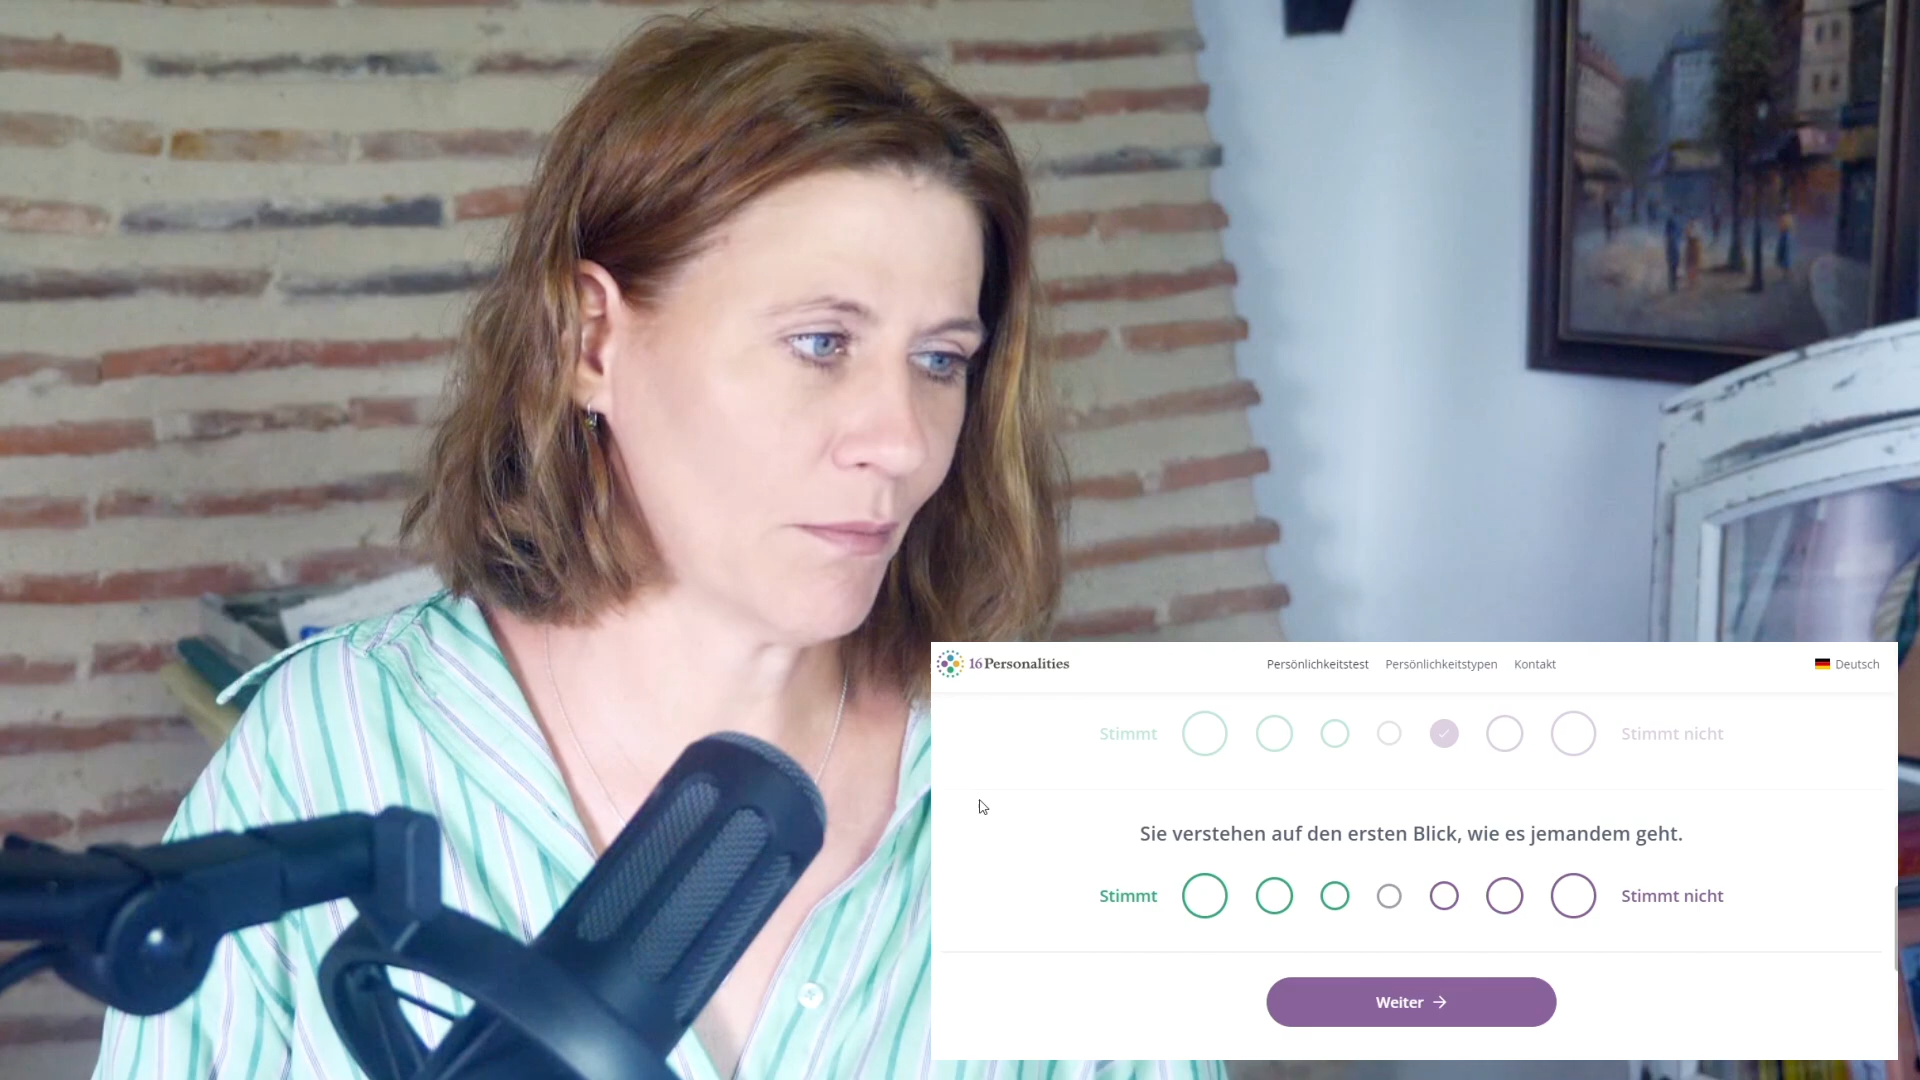 16Personalities
Persönlichkeitstest Persönlichkeitstypen Kontakt
Deutsch
Stimmt Stimmt nicht
Sie verstehen auf den ersten Blick, wie es jemandem geht.
Stimmt Stimmt nicht
Weiter →